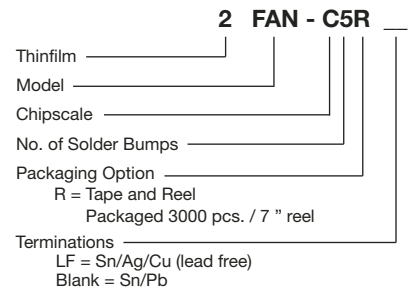 2 FAN - C5R __
Thinfilm
Model
Chipscale
No. of Solder Bumps
Packaging Option
R = Tape and Reel
Packaged 3000 pcs. / 7 ” reel
Terminations
LF = Sn/Ag/Cu (lead free)
Blank = Sn/Pb